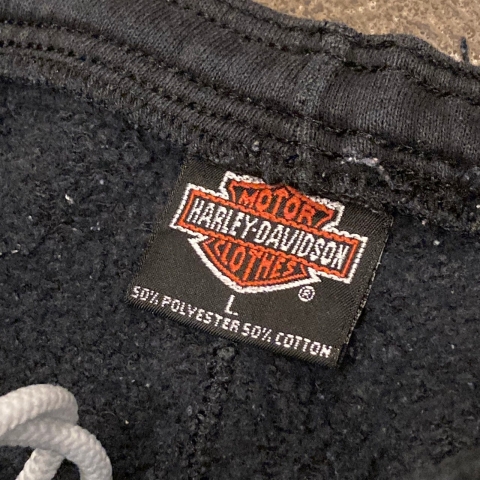 MOTOR
HARLEY-DAVIDSON
CLOTHES
®
L.
50% POLYESTER 50% COTTON